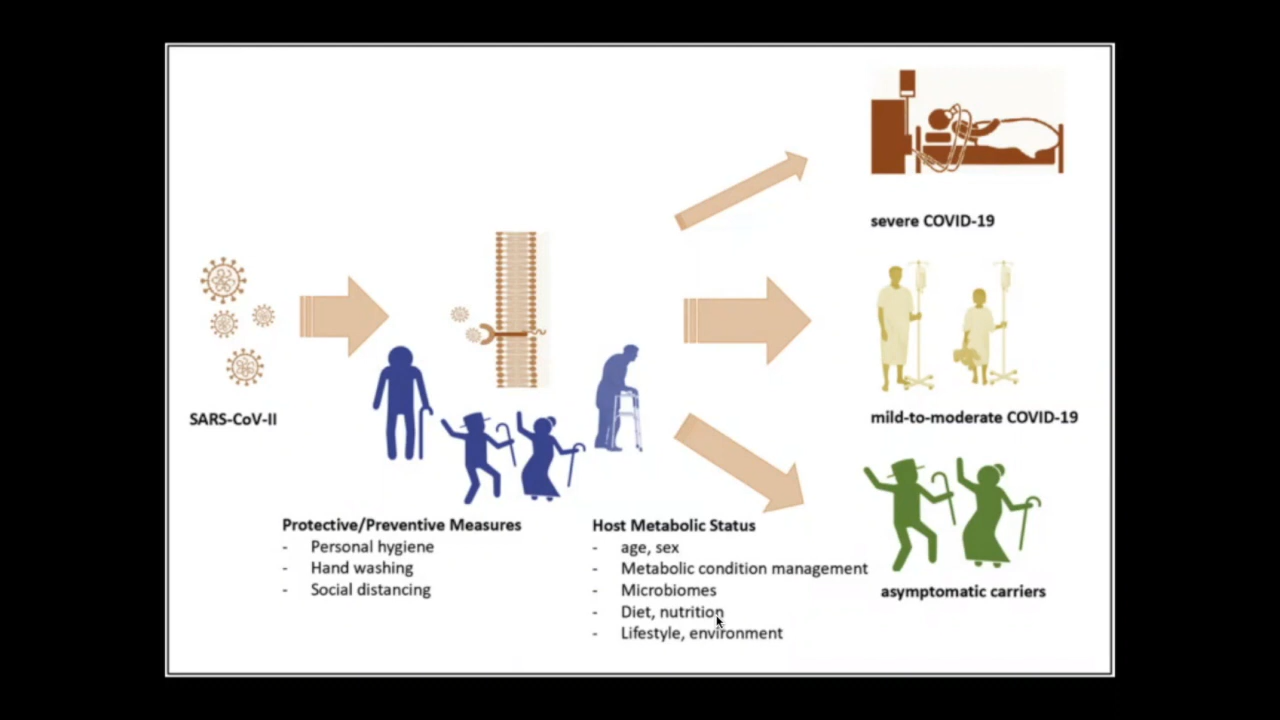 severe COVID-19
SARS-CoV-II
mild-to-moderate COVID-19
Protective/Preventive Measures
- Personal hygiene
- Hand washing
- Social distancing
Host Metabolic Status
- age, sex
- Metabolic condition management
- Microbiomes
- Diet, nutrition
- Lifestyle, environment
asymptomatic carriers